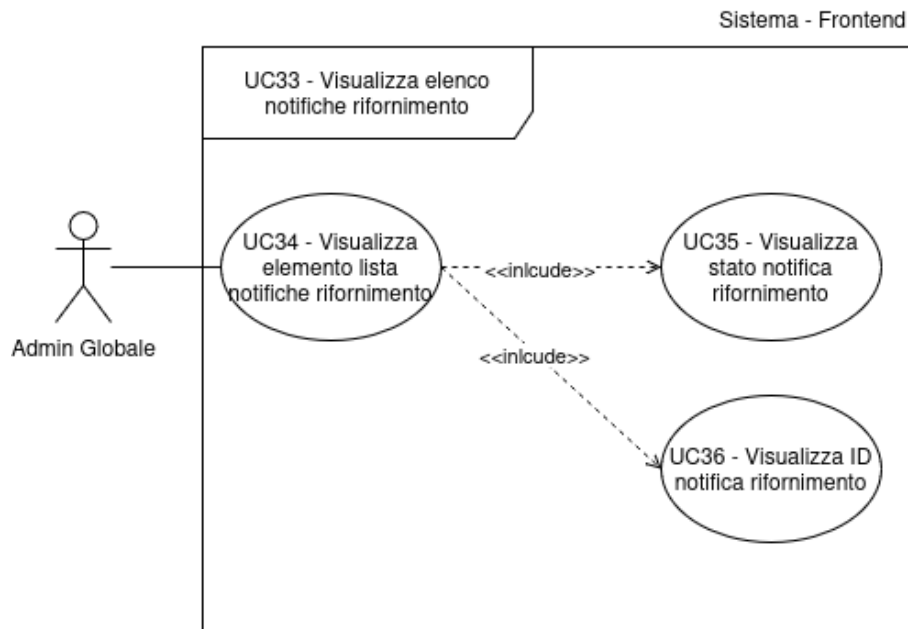 Sistema - Frontend
UC33 - Visualizza elenco
notifiche rifornimento
UC34 - Visualizza
elemento lista
notifiche rifornimento
<<inlcude>>
UC35 - Visualizza
stato notifica
rifornimento
Admin Globale
<<inlcude>>
UC36 - Visualizza ID
notifica rifornimento